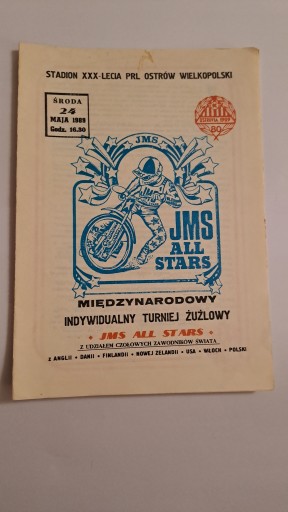 STADION XXX-LECIA PRL OSTRÓW WIELKOPOLSKI
ŚRODA
24
MAJA 1989
Godz. 16.30
80
JMS
JMS
ALL
STARS
MIĘDZYNARODOWY
INDYWIDUALNY TURNIEJ ŻUŻLOWY
• JMS ALL STARS •
Z UDZIAŁEM CZOŁOWYCH ZAWODNIKÓW ŚWIATA
z ANGLII • DANII • FINLANDII • NOWEJ ZELANDII • USA • WŁOCH • POLSKI